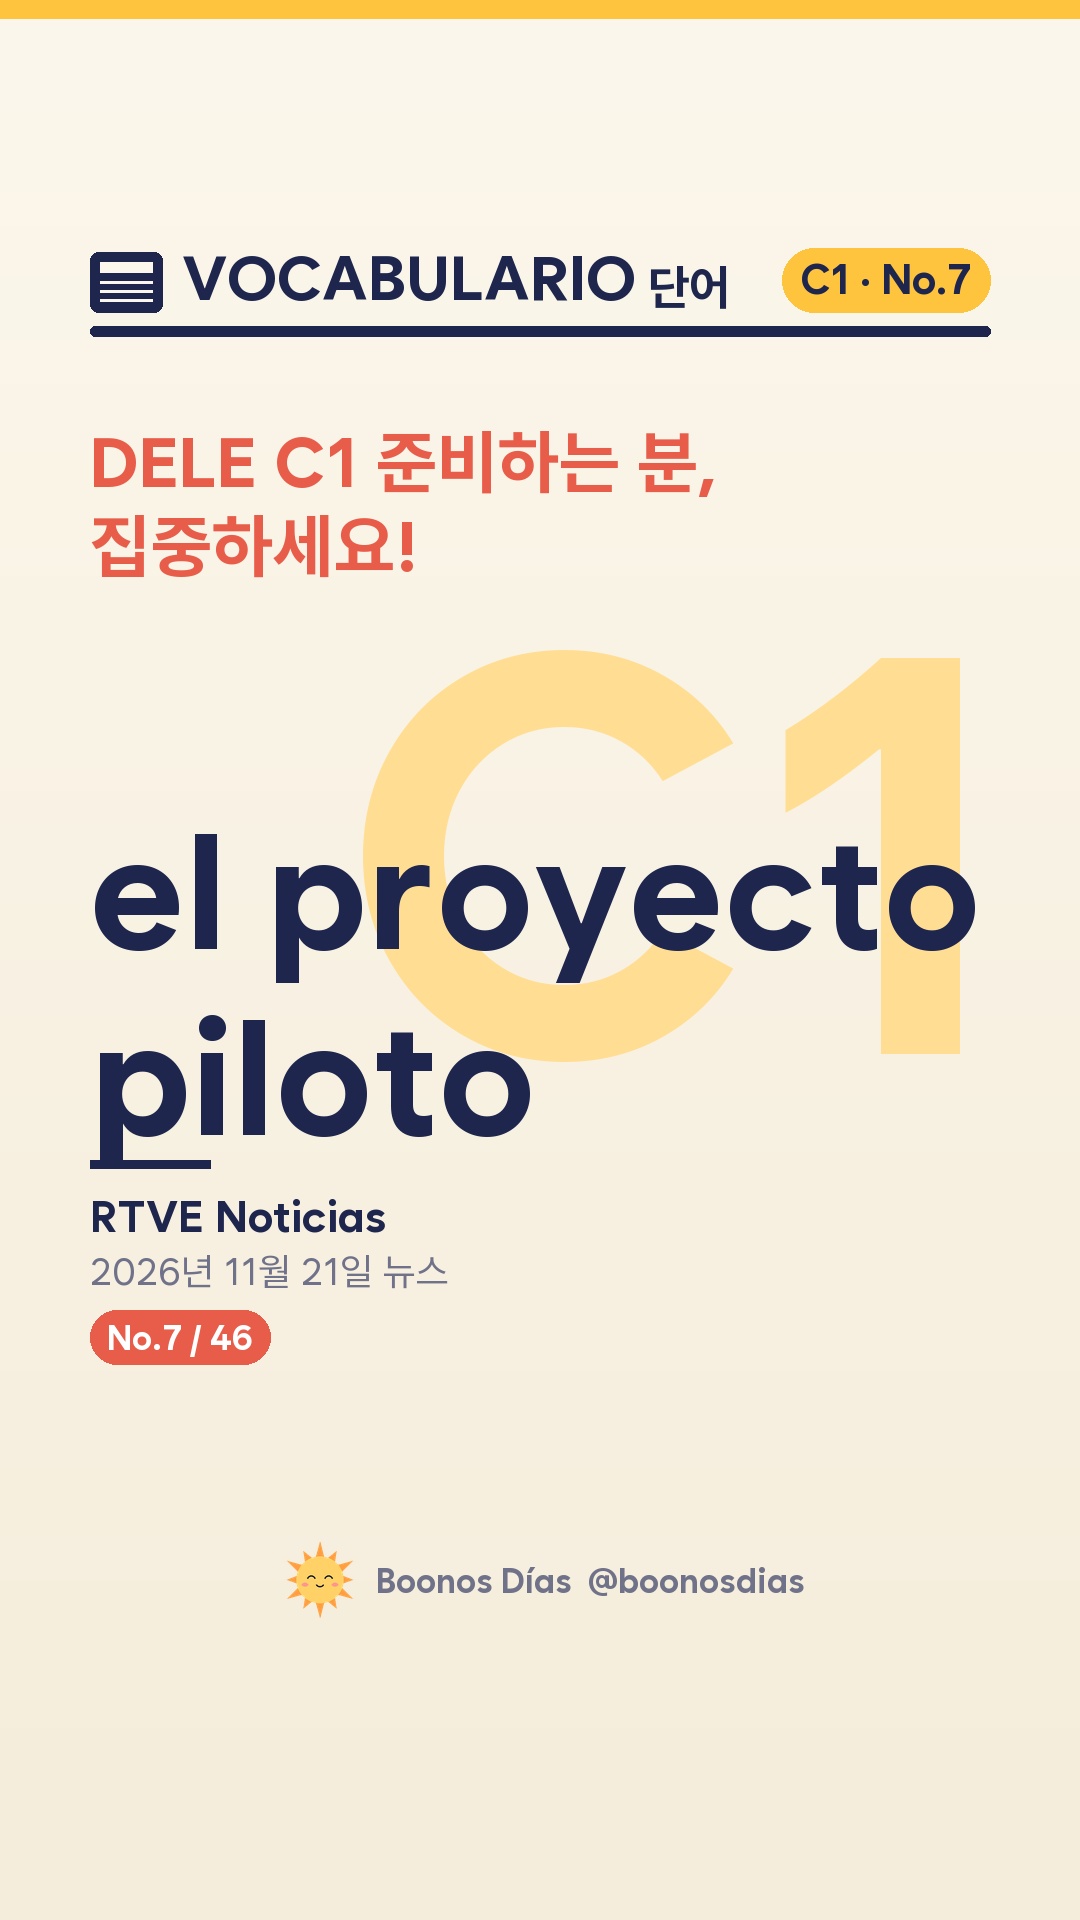 VOCABULARIO 단어
C1 · No.7
DELE C1 준비하는 분,
집중하세요!
C1
el proyecto
piloto
RTVE Noticias
2026년 11월 21일 뉴스
No.7 / 46
Boonos Días @boonosdias